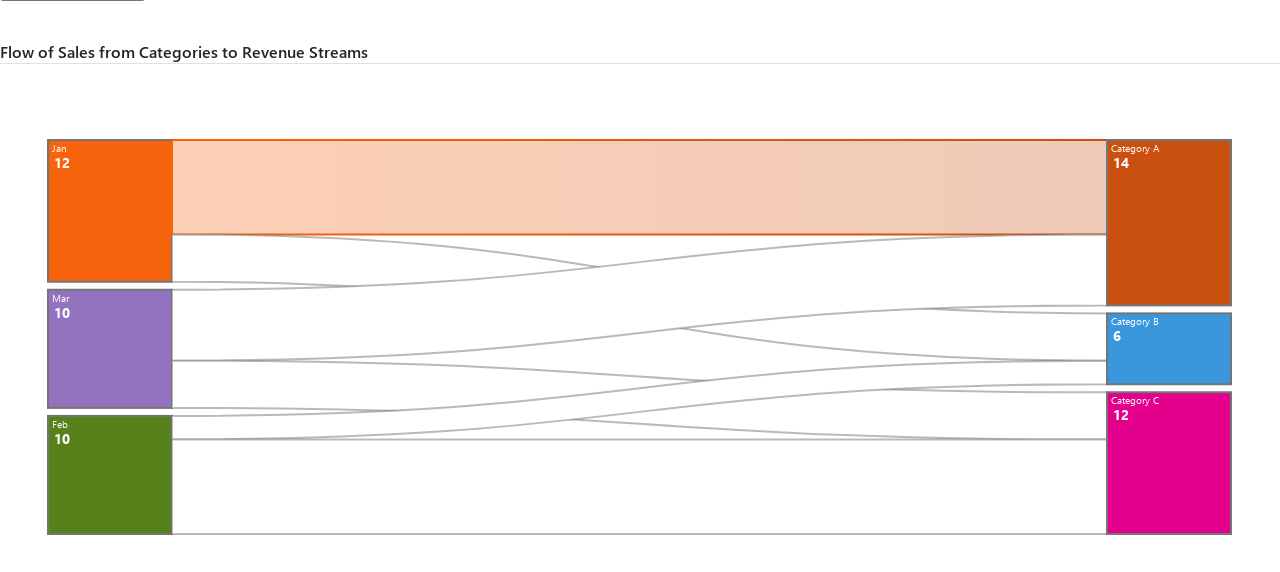 Flow of Sales from Categories to Revenue Streams
Jan
12
Category A
14
Mar
10
Category B
6
Feb
10
Category C
12